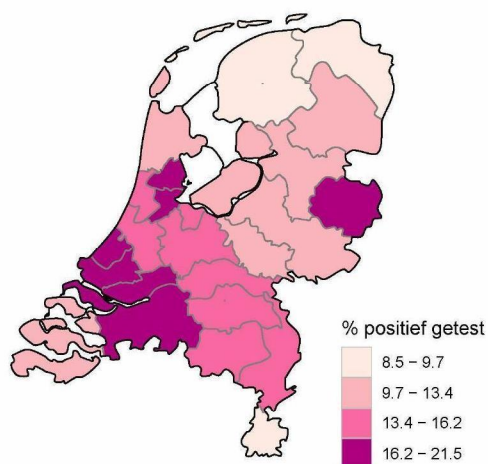 % positief getest
8.5 – 9.7
9.7 – 13.4
13.4 – 16.2
16.2 – 21.5